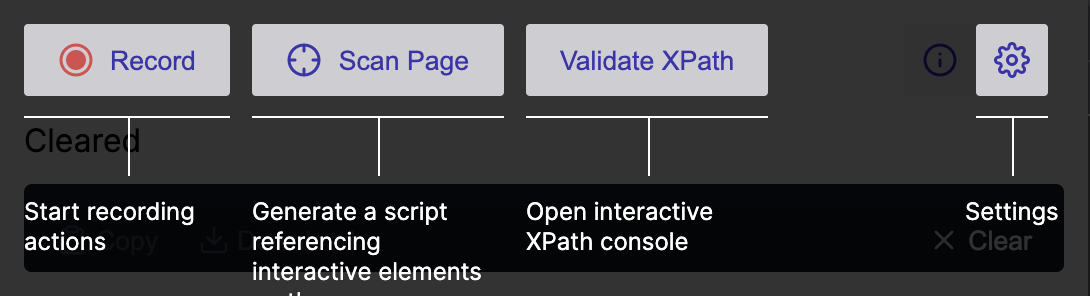 Record
Scan Page
Validate XPath
Cleared
Start recording
actions
Generate a script
referencing
interactive elements
Open interactive
XPath console
Settings
Copy
Clear